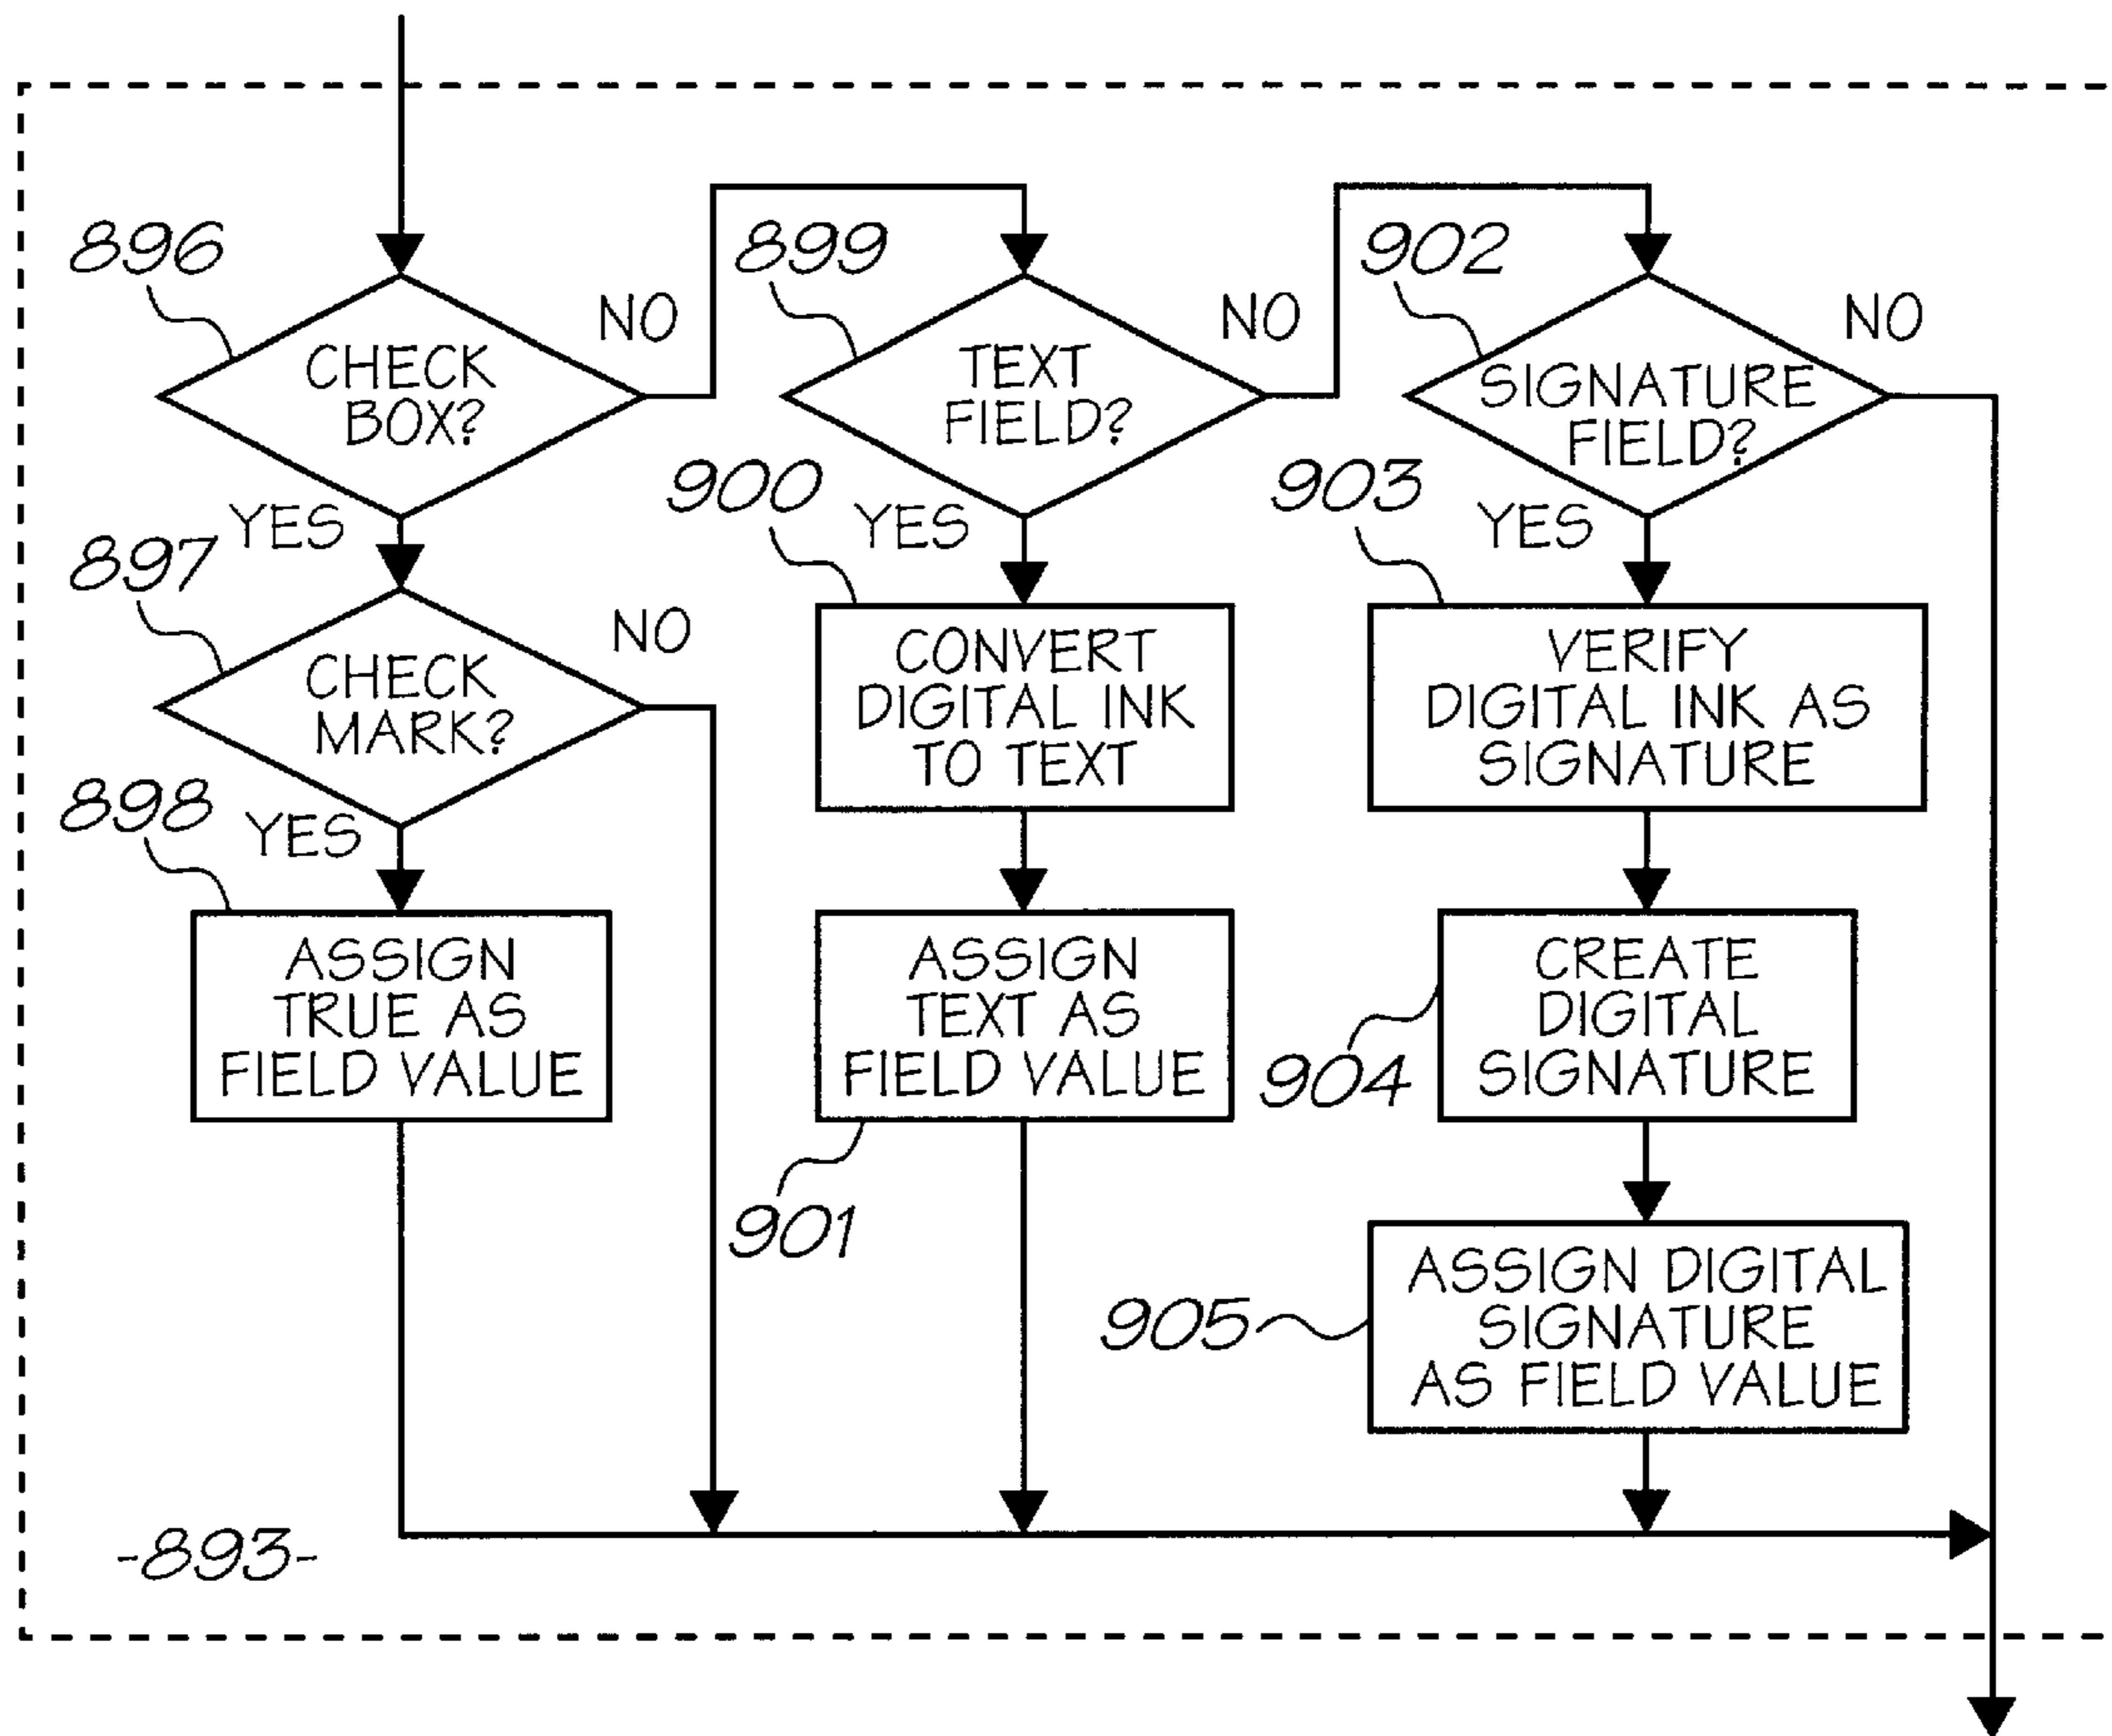 896
CHECK
BOX?
NO
YES
897
CHECK
MARK?
NO
YES
898
ASSIGN
TRUE AS
FIELD VALUE
899
TEXT
FIELD?
NO
YES
900
CONVERT
DIGITAL INK
TO TEXT
ASSIGN
TEXT AS
FIELD VALUE
901
902
SIGNATURE
FIELD?
NO
YES
903
VERIFY
DIGITAL INK AS
SIGNATURE
CREATE
DIGITAL
SIGNATURE
904
ASSIGN DIGITAL
SIGNATURE
AS FIELD VALUE
905
-893-